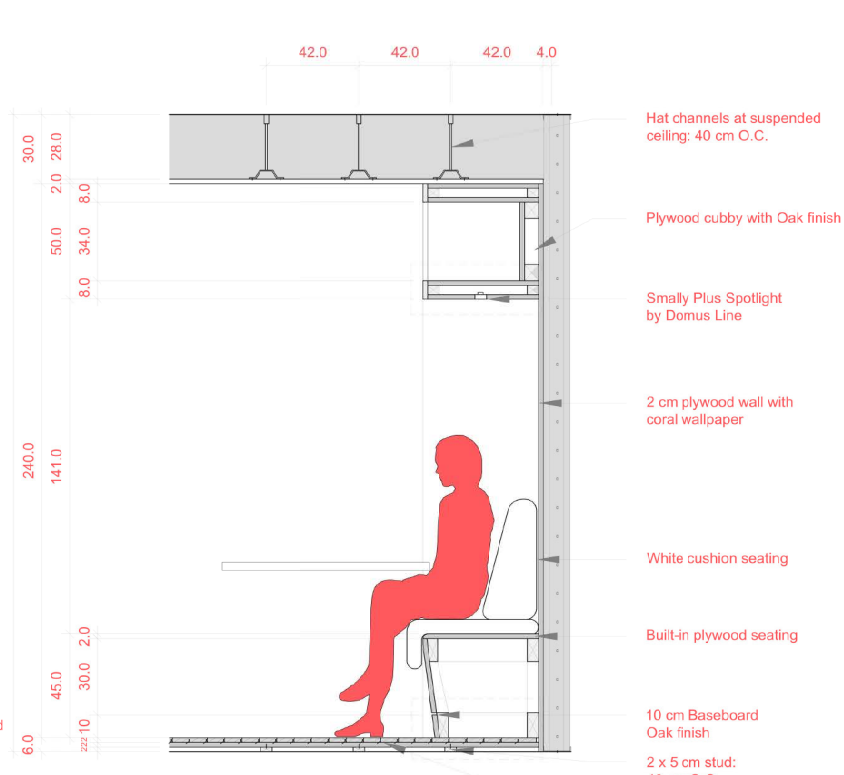 42.0
42.0
42.0
4.0
Hat channels at suspended
ceiling: 40 cm O.C.
30.0
28.0
2.0
8.0
Plywood cubby with Oak finish
50.0
34.0
8.0
Smally Plus Spotlight
by Domus Line
2 cm plywood wall with
coral wallpaper
240.0
141.0
White cushion seating
2.0
Built-in plywood seating
45.0
30.0
10 cm Baseboard
Oak finish
10
6.0
222
2 x 5 cm stud: